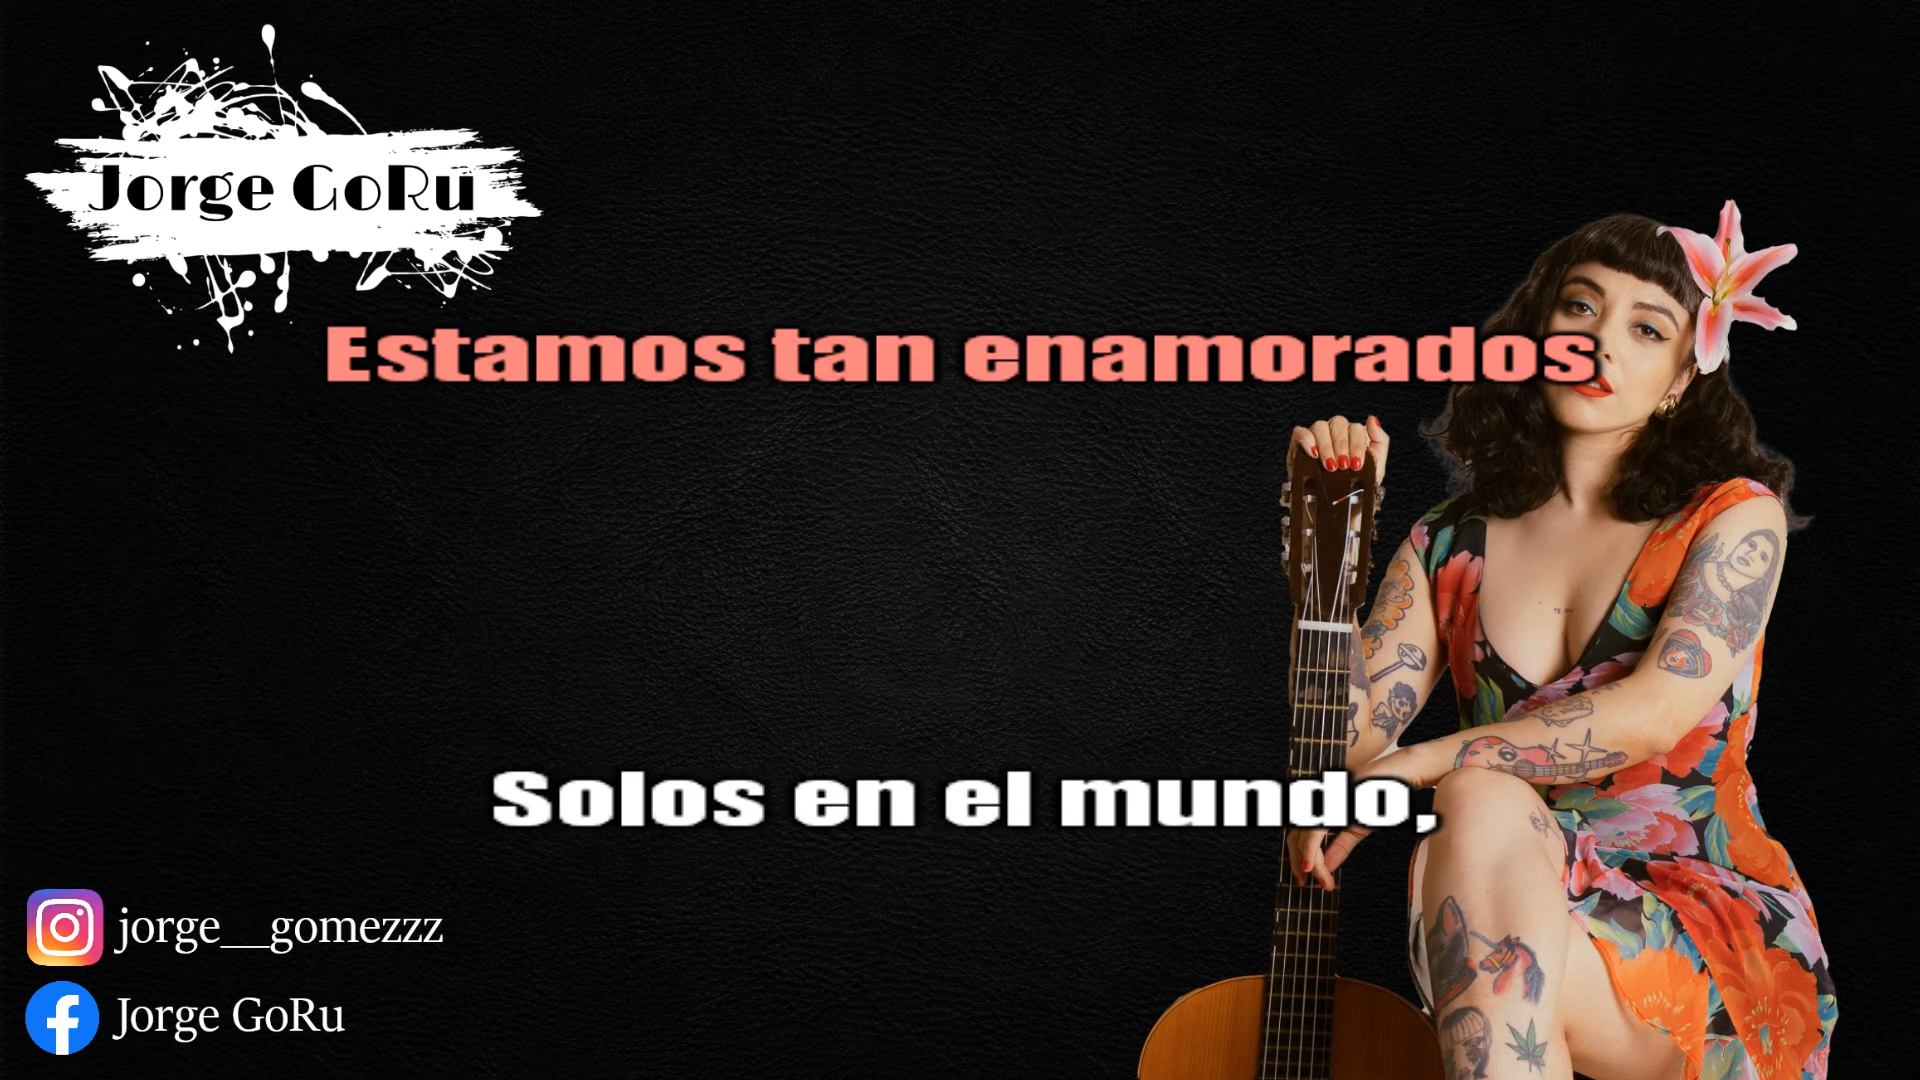 Jorge GoRu
Estamos tan enamorados
Solos en el mundo,
jorge__gomezzz
Jorge GoRu